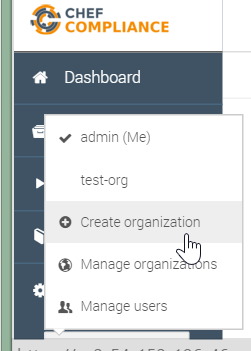 CHEF
COMPLIANCE
Dashboard
admin (Me)
test-org
Create organization
Manage organizations
Manage users